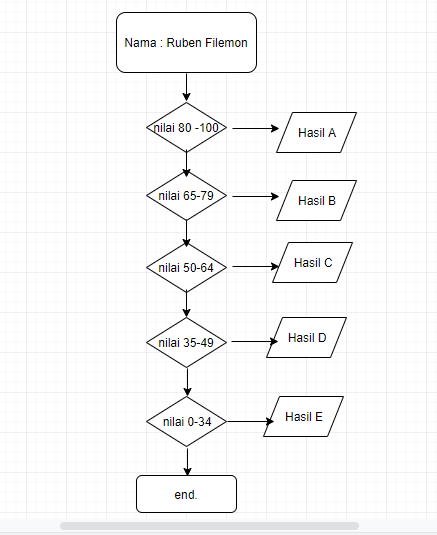 Nama : Ruben Filemon
nilai 80 -100
Hasil A
nilai 65-79
Hasil B
nilai 50-64
Hasil C
nilai 35-49
Hasil D
nilai 0-34
Hasil E
end.